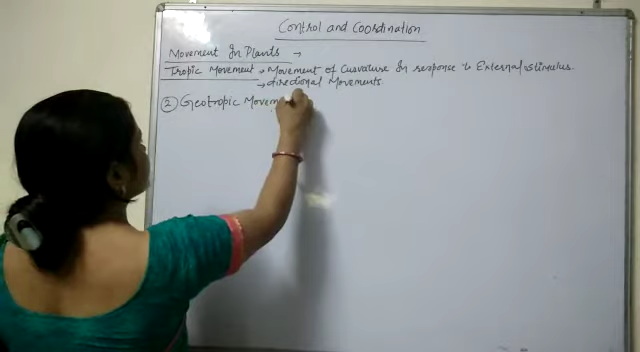 Control and Coordination
Movement In Plants →
Tropic Movement → Movement of Curvature In response to External stimulus.
→ directional Movements
② Geotropic Movem